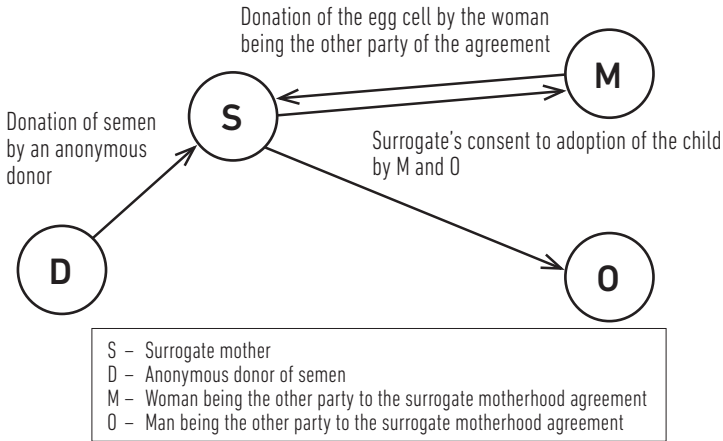 Donation of the egg cell by the woman
being the other party of the agreement
M
S
Donation of semen
by an anonymous
donor
Surrogate's consent to adoption of the child
by M and O
D
O
S – Surrogate mother
D – Anonymous donor of semen
M – Woman being the other party to the surrogate motherhood agreement
O – Man being the other party to the surrogate motherhood agreement